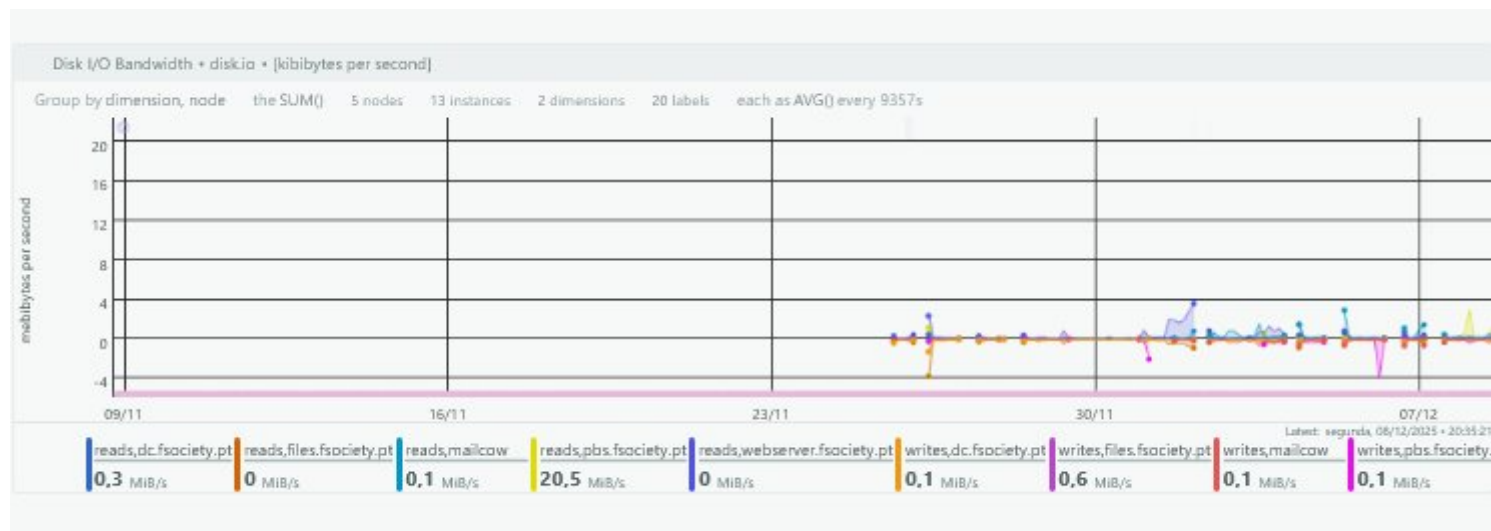 Disk I/O Bandwidth • disk.io • [kibibytes per second]
Group by dimension, node the SUM() 5 nodes 13 instances 2 dimensions 20 labels each as AVG() every 9357s
mebibytes per second
20
16
12
8
4
0
-4
09/11 16/11 23/11 30/11 07/12
Latest: segunda, 08/12/2025 • 20:35:21
reads,dc.fsociety.pt reads,files.fsociety.pt reads,mailcow reads,pbs.fsociety.pt reads,webserver.fsociety.pt writes,dc.fsociety.pt writes,files.fsociety.pt writes,mailcow writes,pbs.fsociety.
0,3 MiB/s 0 MiB/s 0,1 MiB/s 20,5 MiB/s 0 MiB/s 0,1 MiB/s 0,6 MiB/s 0,1 MiB/s 0,1 MiB/s